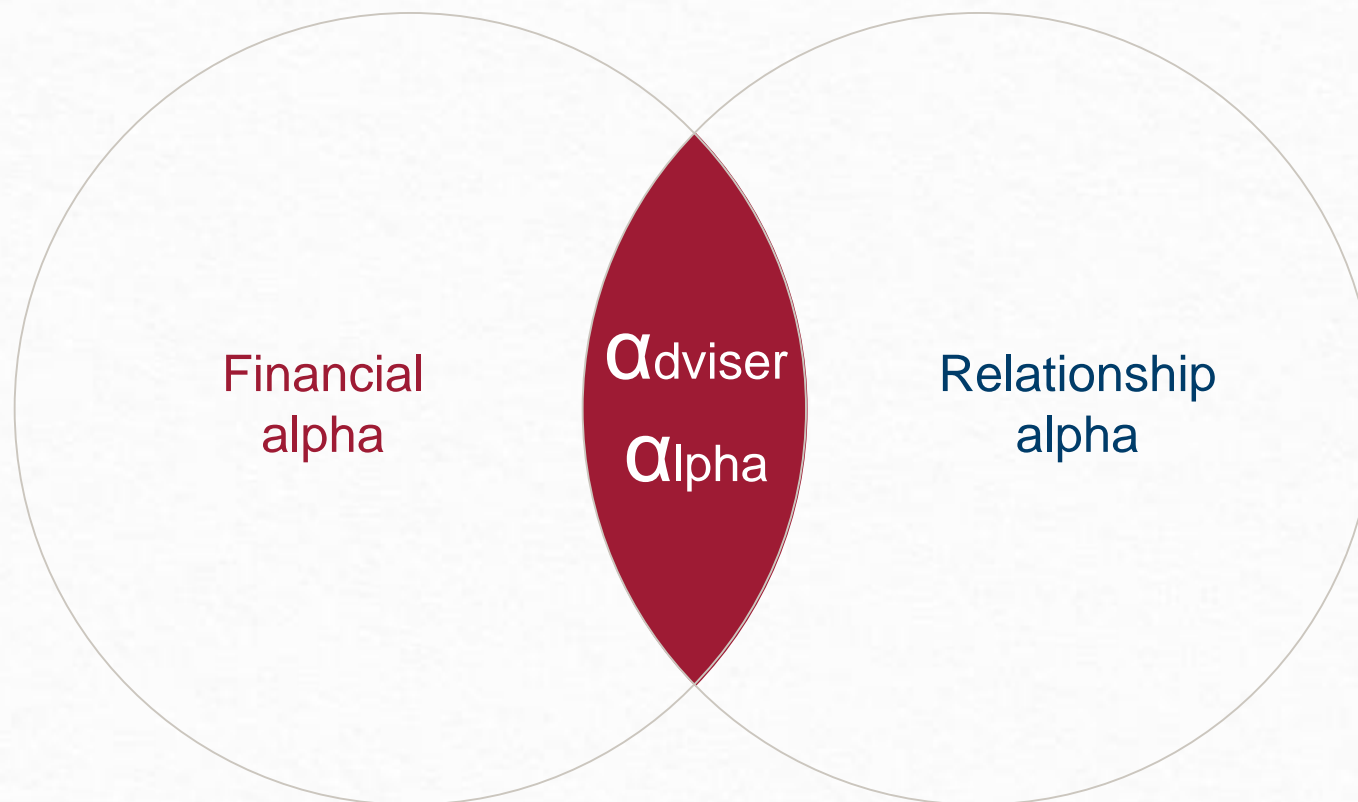 Financial
alpha
αdviser
αlpha
Relationship
alpha